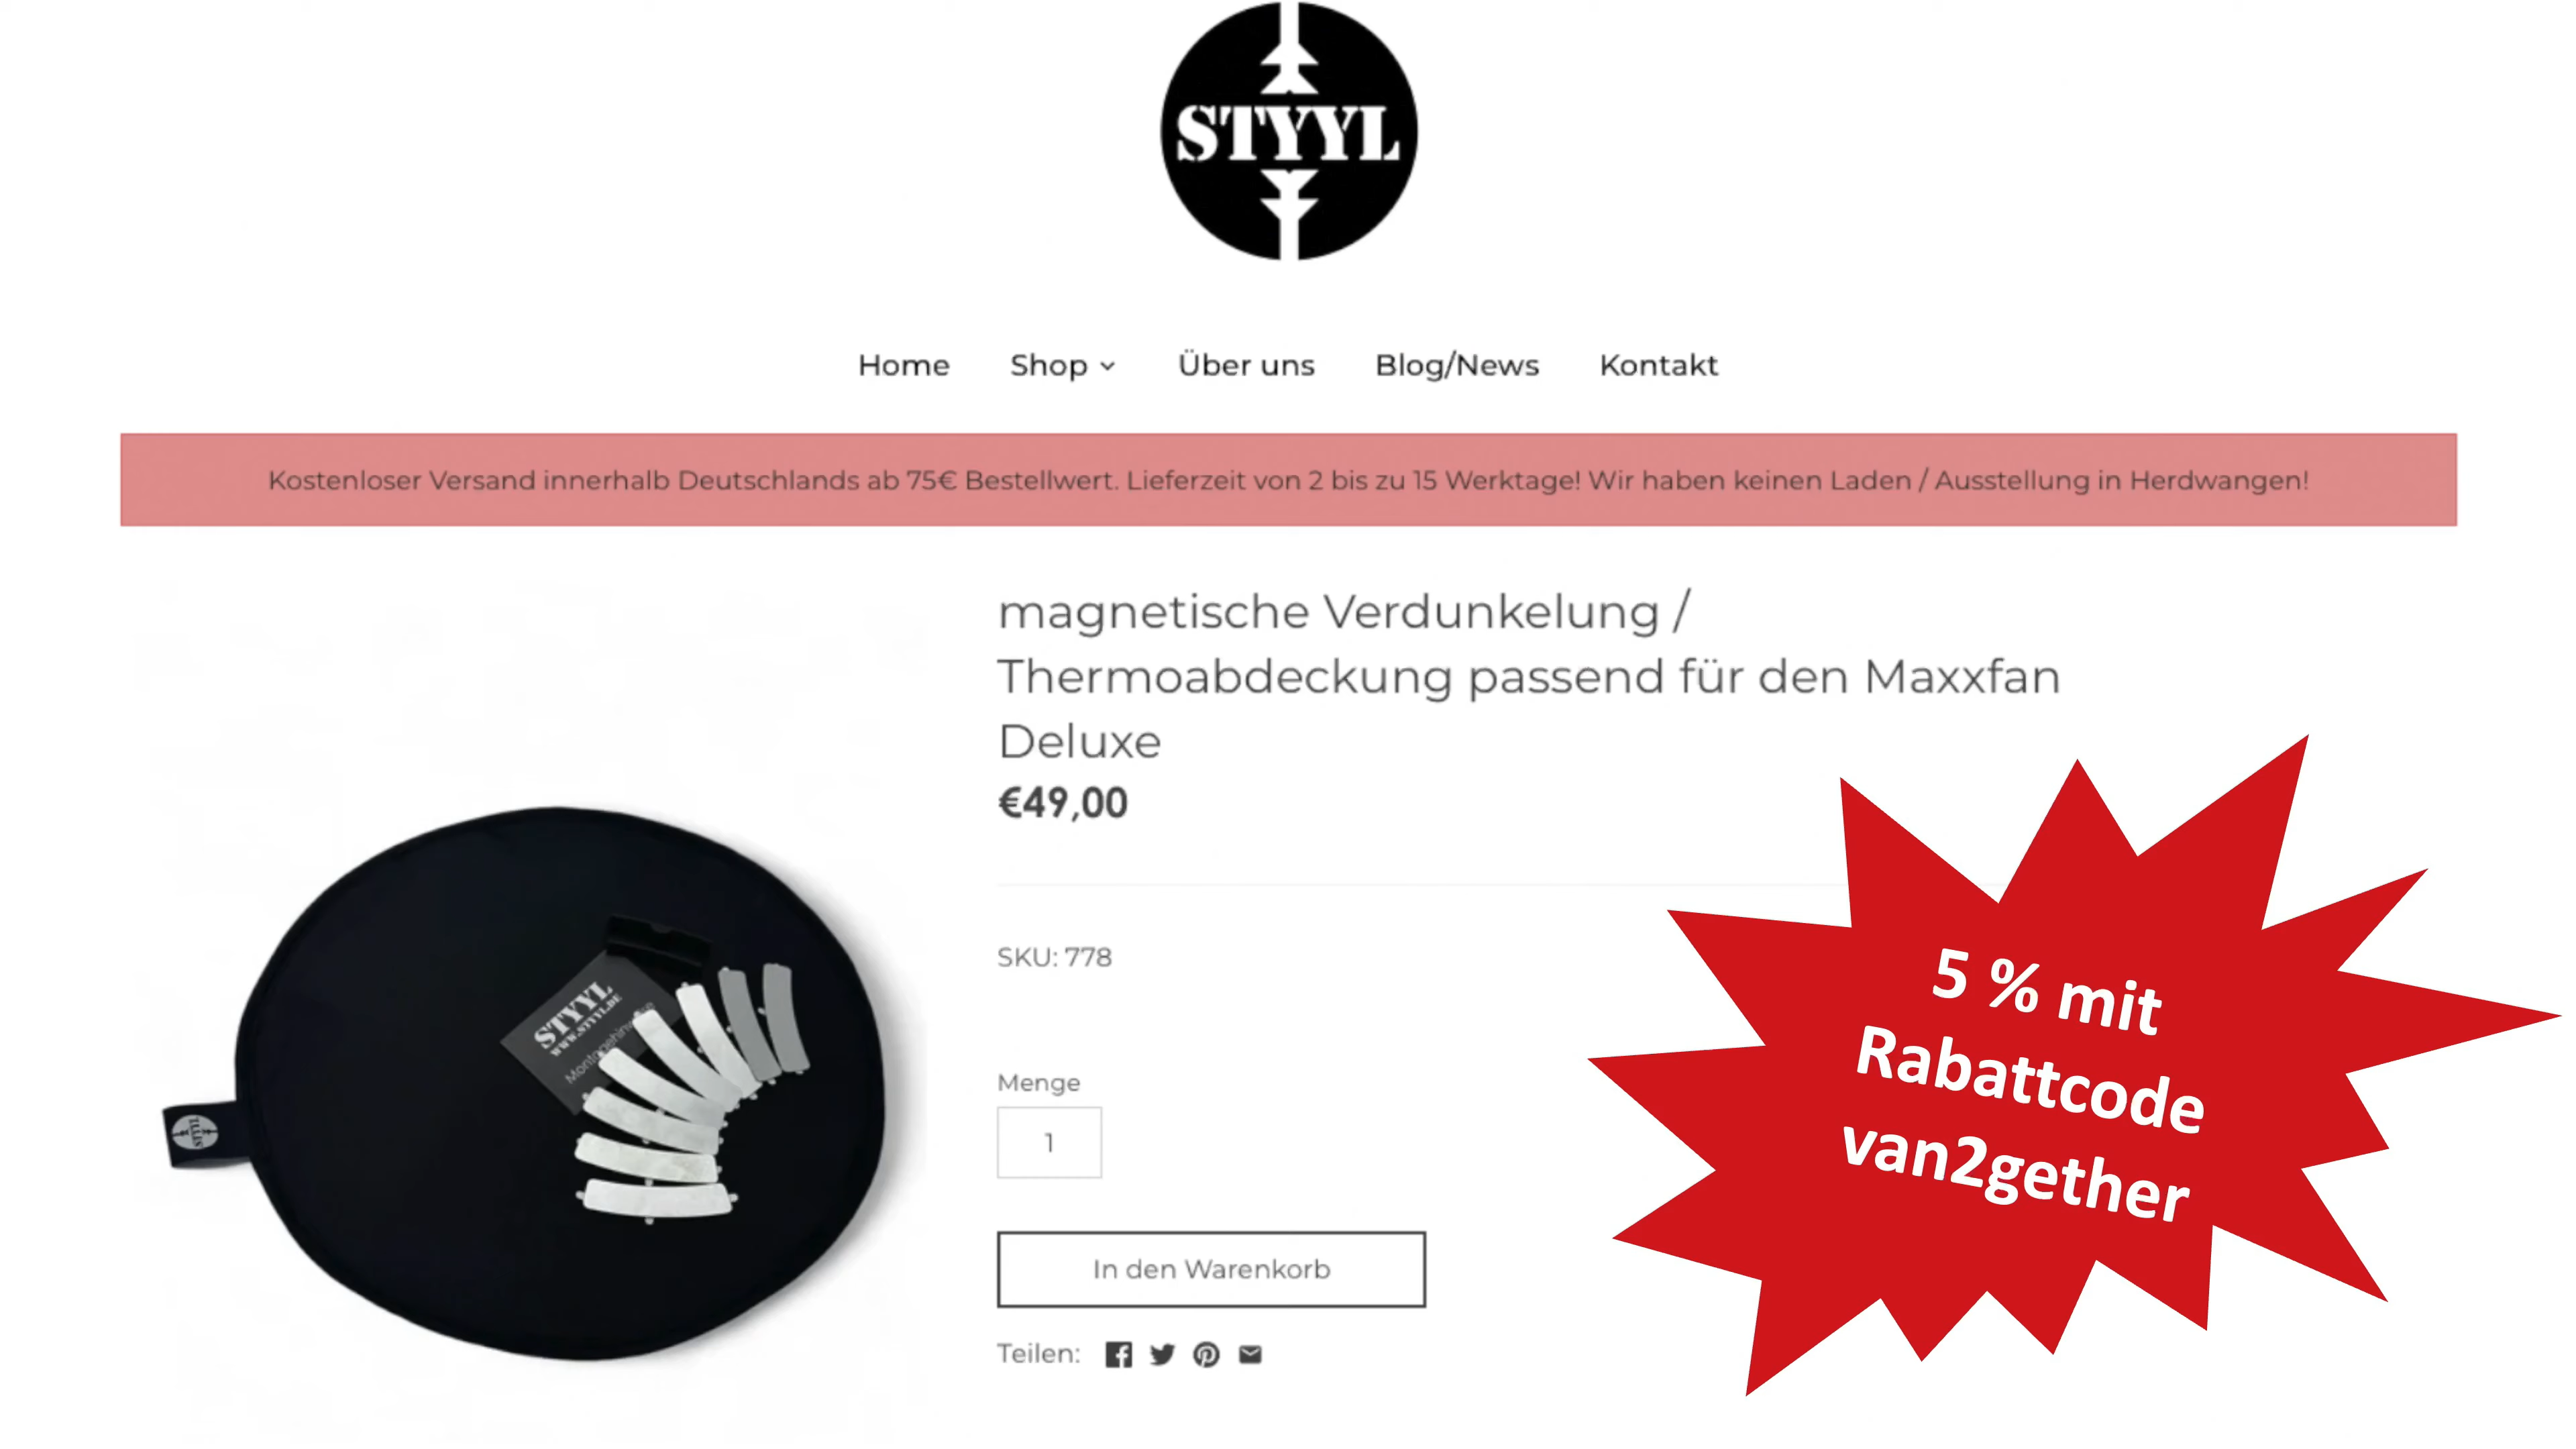 STYYL
Home Shop Über uns Blog/News Kontakt
Kostenloser Versand innerhalb Deutschlands ab 75€ Bestellwert. Lieferzeit von 2 bis zu 15 Werktage! Wir haben keinen Laden / Ausstellung in Herdwangen!
magnetische Verdunkelung /
Thermoabdeckung passend für den Maxxfan
Deluxe
€49,00
STYYL
WWW.STYYL.DE
STYYL
SKU: 778
Menge
1
In den Warenkorb
Teilen:
5 % mit
Rabattcode
van2gether